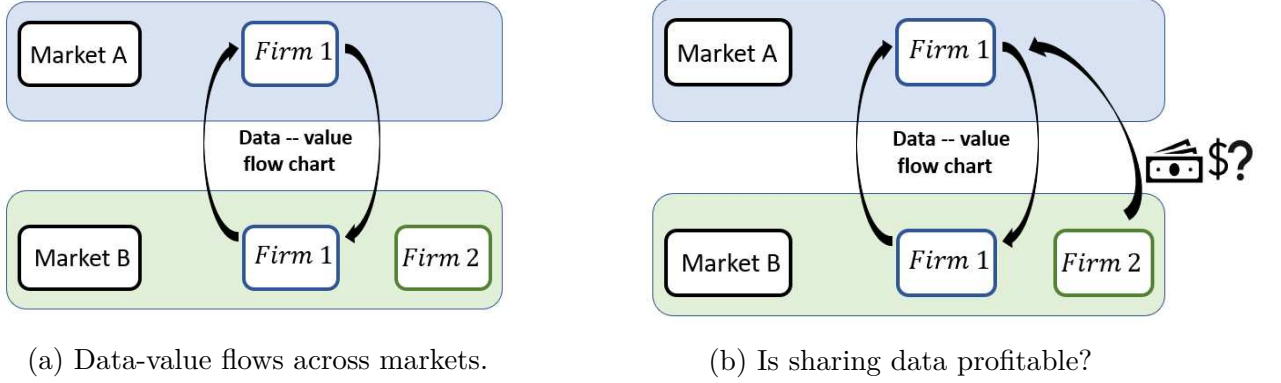 Market A
Firm 1
Data -- value
flow chart
Market B
Firm 1
Firm 2
(a) Data-value flows across markets.
Market A
Firm 1
Data -- value
flow chart
$?
Market B
Firm 1
Firm 2
(b) Is sharing data profitable?